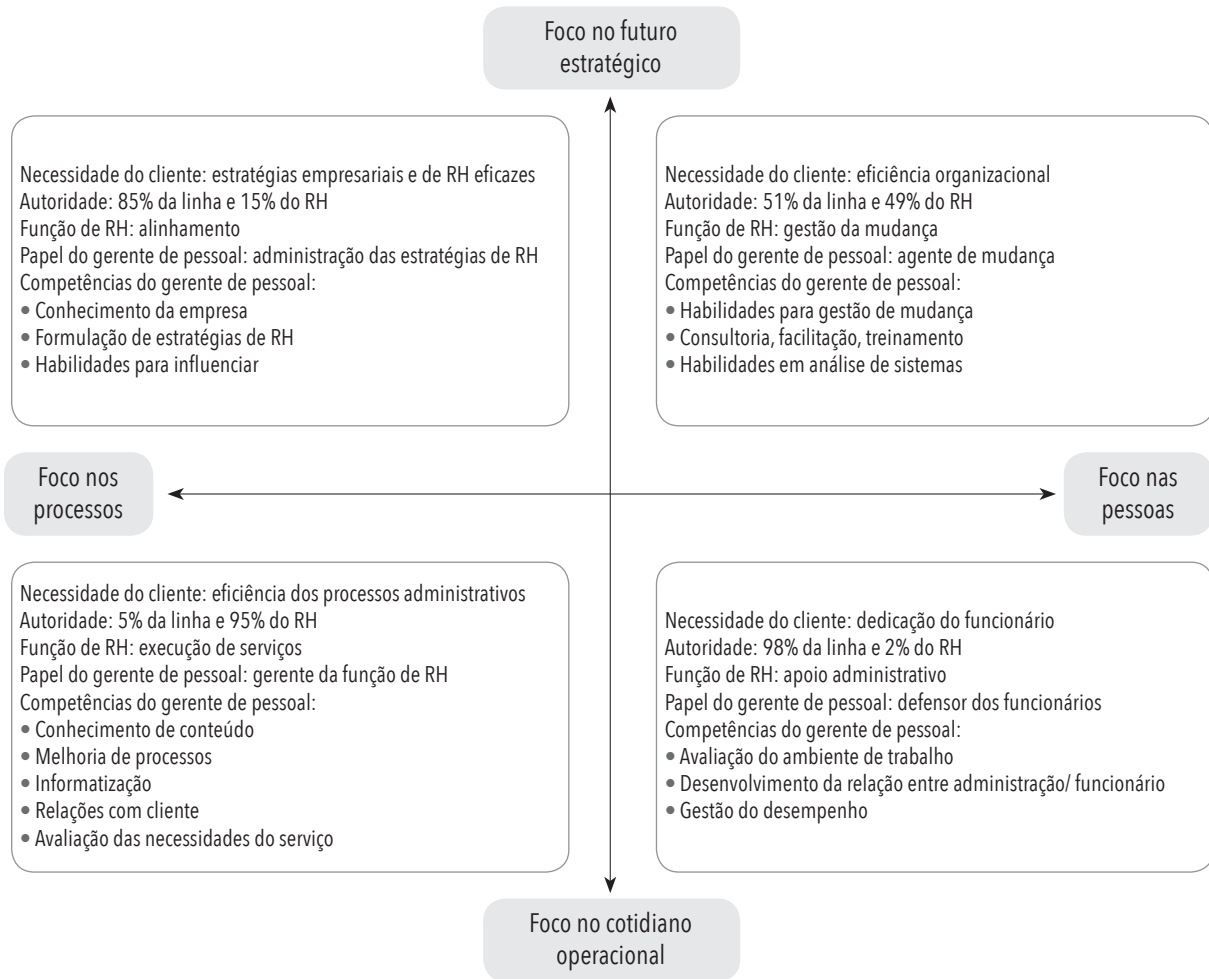 Foco no futuro
estratégico
Necessidade do cliente: estratégias empresariais e de RH eficazes
Autoridade: 85% da linha e 15% do RH
Função de RH: alinhamento
Papel do gerente de pessoal: administração das estratégias de RH
Competências do gerente de pessoal:
• Conhecimento da empresa
• Formulação de estratégias de RH
• Habilidades para influenciar
Necessidade do cliente: eficiência organizacional
Autoridade: 51% da linha e 49% do RH
Função de RH: gestão da mudança
Papel do gerente de pessoal: agente de mudança
Competências do gerente de pessoal:
• Habilidades para gestão de mudança
• Consultoria, facilitação, treinamento
• Habilidades em análise de sistemas
Foco nos
processos
Foco nas
pessoas
Necessidade do cliente: eficiência dos processos administrativos
Autoridade: 5% da linha e 95% do RH
Função de RH: execução de serviços
Papel do gerente de pessoal: gerente da função de RH
Competências do gerente de pessoal:
• Conhecimento de conteúdo
• Melhoria de processos
• Informatização
• Relações com cliente
• Avaliação das necessidades do serviço
Necessidade do cliente: dedicação do funcionário
Autoridade: 98% da linha e 2% do RH
Função de RH: apoio administrativo
Papel do gerente de pessoal: defensor dos funcionários
Competências do gerente de pessoal:
• Avaliação do ambiente de trabalho
• Desenvolvimento da relação entre administração/ funcionário
• Gestão do desempenho
Foco no cotidiano
operacional